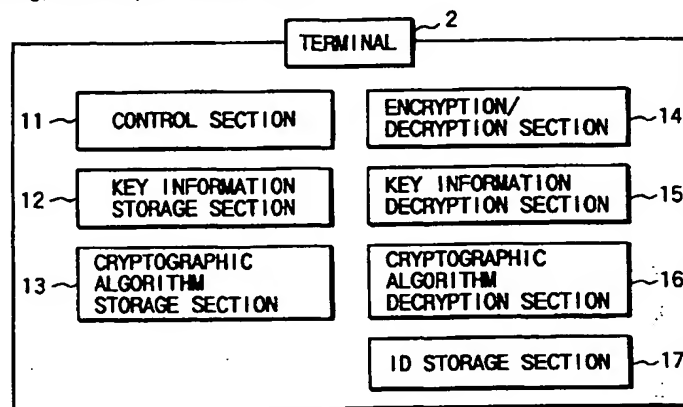 2
TERMINAL
11
CONTROL SECTION
ENCRYPTION/
DECRYPTION SECTION
14
12
KEY INFORMATION
STORAGE SECTION
KEY INFORMATION
DECRYPTION SECTION
15
13
CRYPTOGRAPHIC
ALGORITHM
STORAGE SECTION
CRYPTOGRAPHIC
ALGORITHM
DECRYPTION SECTION
16
ID STORAGE SECTION
17